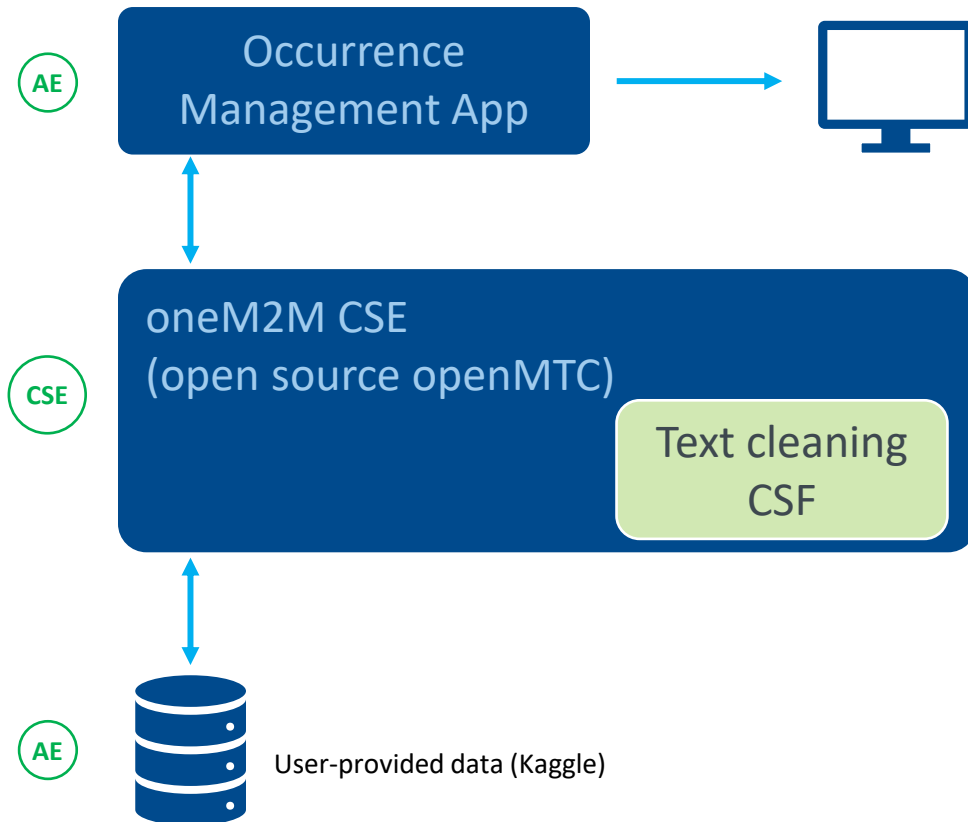 AE
Occurrence
Management App
CSE
oneM2M CSE
(open source openMTC)
Text cleaning
CSF
AE
User-provided data (Kaggle)